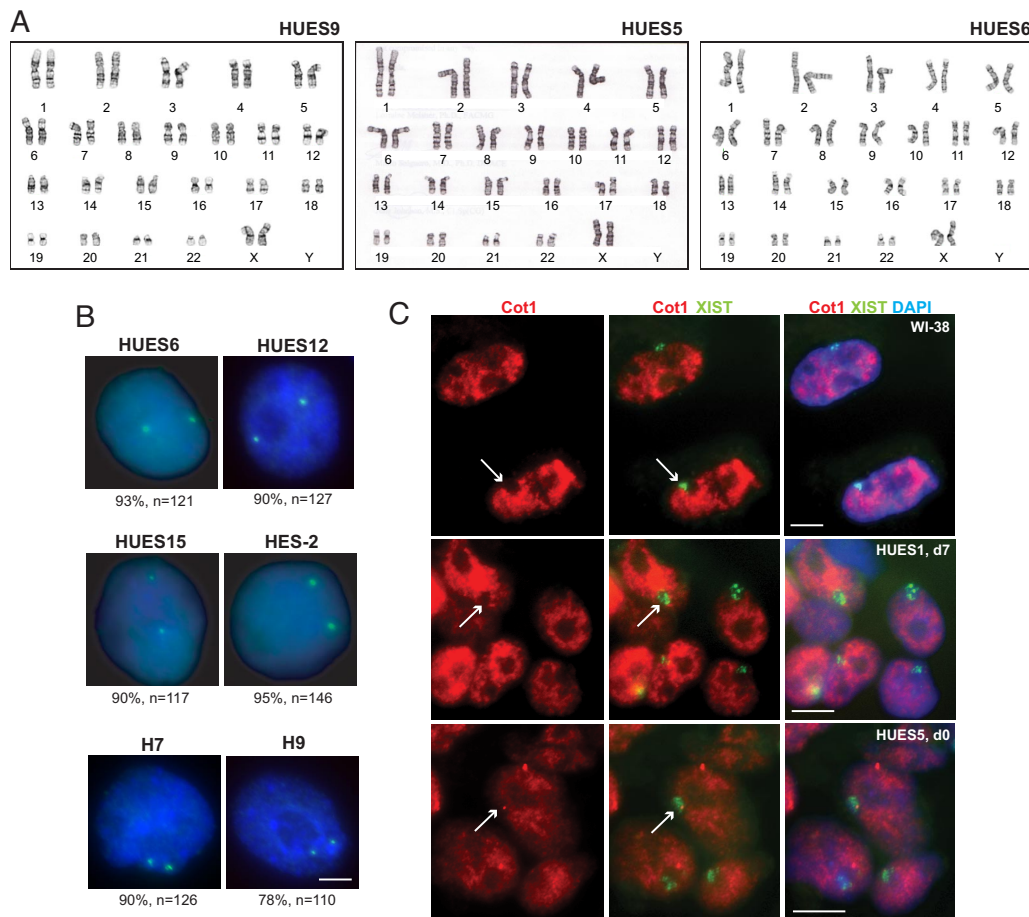 A
HUES9
HUES5
HUES6
1 2 3 4 5
6 7 8 9 10 11 12
13 14 15 16 17 18
19 20 21 22 X Y
1 2 3 4 5
6 7 8 9 10 11 12
13 14 15 16 17 18
19 20 21 22 X Y
1 2 3 4 5
6 7 8 9 10 11 12
13 14 15 16 17 18
19 20 21 22 X Y
B
HUES6 HUES12
93%, n=121 90%, n=127
HUES15 HES-2
90%, n=117 95%, n=146
H7 H9
90%, n=126 78%, n=110
C
Cot1
Cot1 XIST
Cot1 XIST DAPI
WI-38
HUES1, d7
HUES5, d0